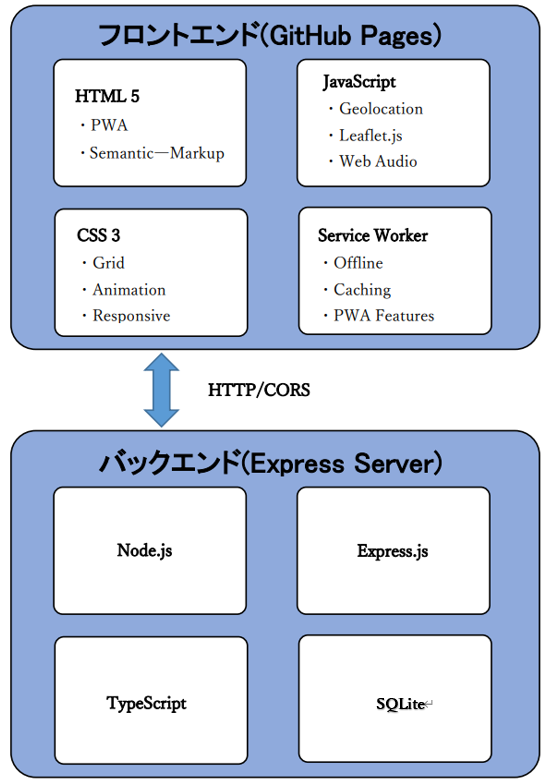 フロントエンド(GitHub Pages)
HTML 5
・PWA
・Semantic―Markup
JavaScript
・Geolocation
・Leaflet.js
・Web Audio
CSS 3
・Grid
・Animation
・Responsive
Service Worker
・Offline
・Caching
・PWA Features
HTTP/CORS
バックエンド(Express Server)
Node.js
Express.js
TypeScript
SQLite↵